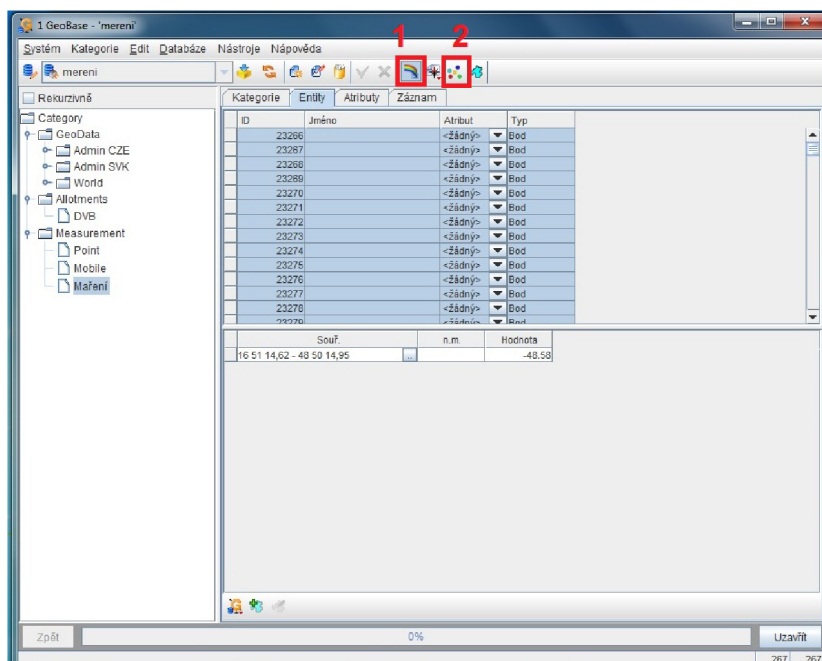 1 GeoBase - 'mereni'
Systém Kategorie Edit Databáze Nástroje Nápověda
1 2
mereni
Rekurzivně
Kategorie Entity Atributy Záznam
Category
GeoData
Admin CZE
Admin SVK
World
Allotments
DVB
Measurement
Point
Mobile
Maření
ID Jméno Atribut Typ
23266 <žádný> Bod
23267 <žádný> Bod
23268 <žádný> Bod
23269 <žádný> Bod
23270 <žádný> Bod
23271 <žádný> Bod
23272 <žádný> Bod
23273 <žádný> Bod
23274 <žádný> Bod
23275 <žádný> Bod
23276 <žádný> Bod
23277 <žádný> Bod
23278 <žádný> Bod
23279 <žádný> Bod
Souř. n.m. Hodnota
16 51 14,62 - 48 50 14,95 ... -48.58
Zpět 0% Uzavřít
267 267